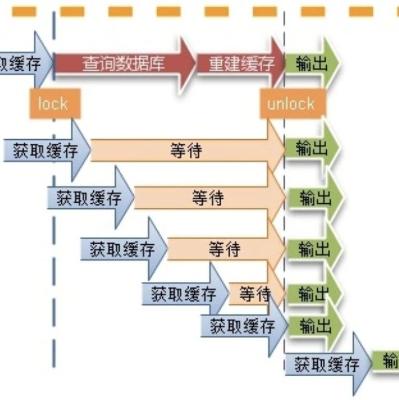 取缓存 查询数据库 重建缓存 输出
lock unlock
获取缓存 等待 输出
获取缓存 等待 输出
获取缓存 等待 输出
获取缓存 等待 输出
获取缓存 输出
获取缓存 输